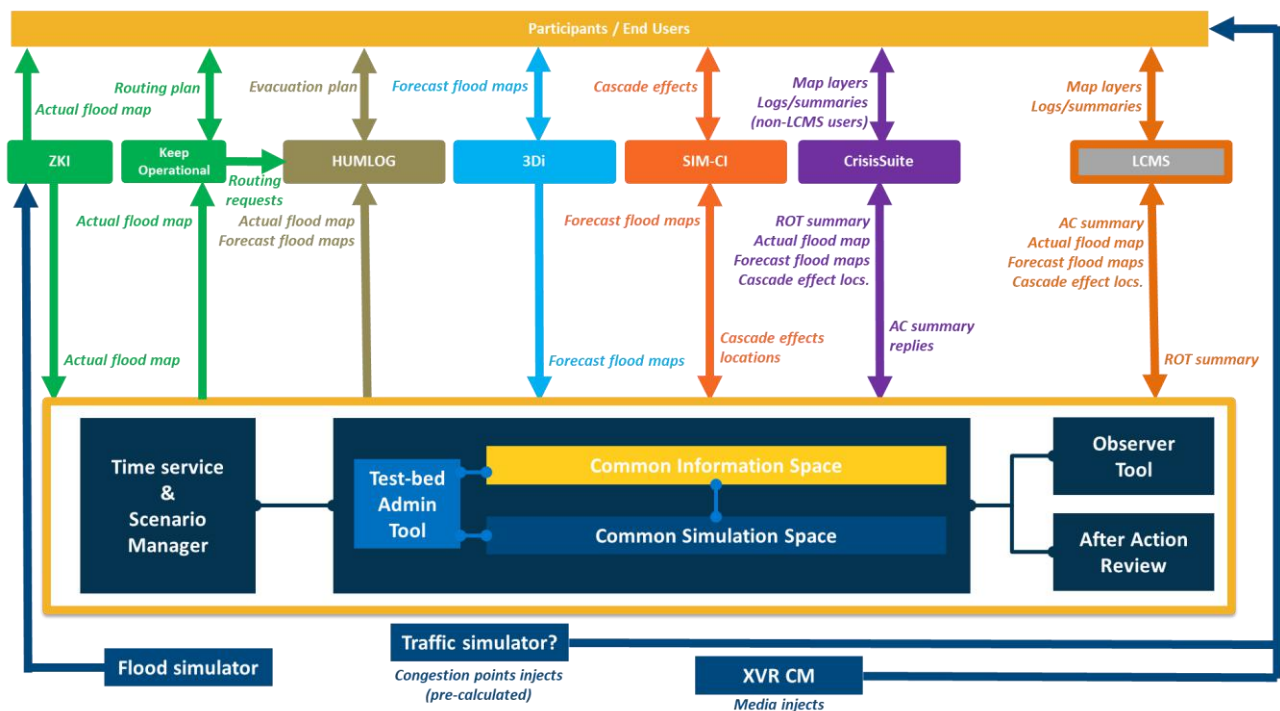 Participants / End Users
Actual flood map
Routing plan
Evacuation plan
Forecast flood maps
Cascade effects
Map layers
Logs/summaries
(non-LCMS users)
Map layers
Logs/summaries
ZKI
Keep
Operational
HUMLOG
3Di
SIM-CI
CrisisSuite
LCMS
Routing
requests
Actual flood map
Actual flood map
Forecast flood maps
Forecast flood maps
ROT summary
Actual flood map
Forecast flood maps
Cascade effect locs.
AC summary
Actual flood map
Forecast flood maps
Cascade effect locs.
Actual flood map
Forecast flood maps
Cascade effects
locations
AC summary
replies
ROT summary
Time service
&
Scenario
Manager
Test-bed
Admin
Tool
Common Information Space
Common Simulation Space
Observer
Tool
After Action
Review
Flood simulator
Traffic simulator?
Congestion points injects
(pre-calculated)
XVR CM
Media injects